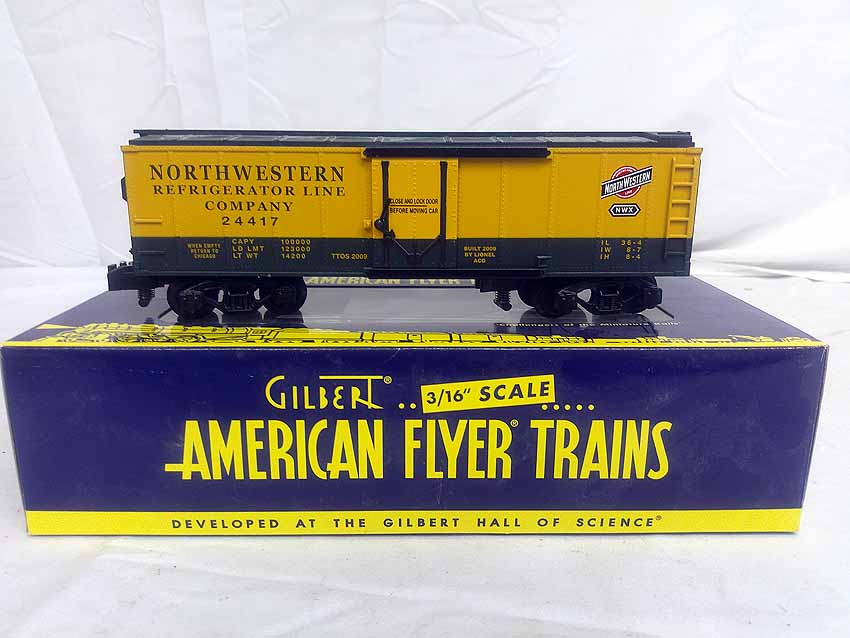 NORTHWESTERN
REFRIGERATOR LINE
COMPANY
24417
WHEN EMPTY
RETURN TO
CHICAGO
CAPY 100000
LD LMT 123000
LT WT 14200
TTOS 2009
CLOSE AND LOCK DOOR
BEFORE MOVING CAR
BUILT 2009
BY LIONEL
ACG
NORTHWESTERN
LINE
NWX
IL 36-4
IW 8-7
IH 8-4
AMERICAN FLYER
GILBERT® .. 3/16" SCALE .....
AMERICAN FLYER® TRAINS
DEVELOPED AT THE GILBERT HALL OF SCIENCE®